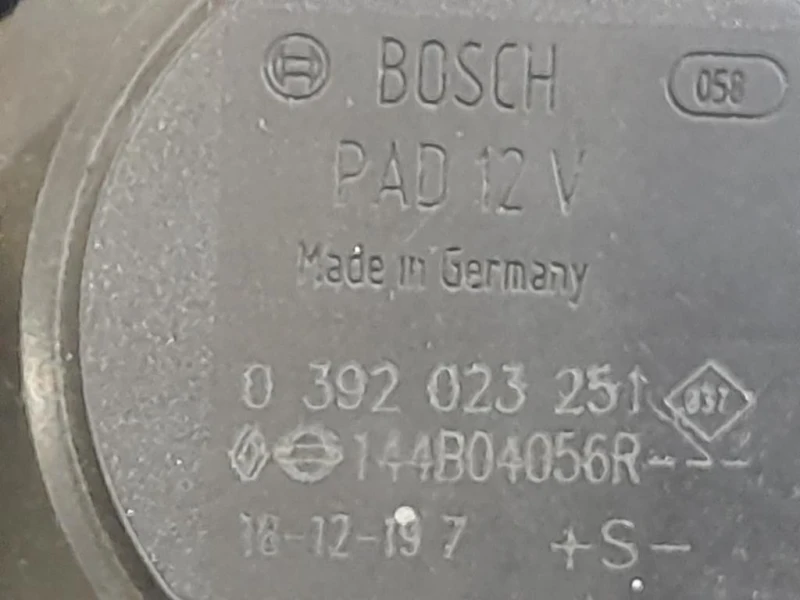 BOSCH 058
PAD 12 V
Made in Germany
0 392 023 251 037
144B04056R---
18-12-19 7 +S-